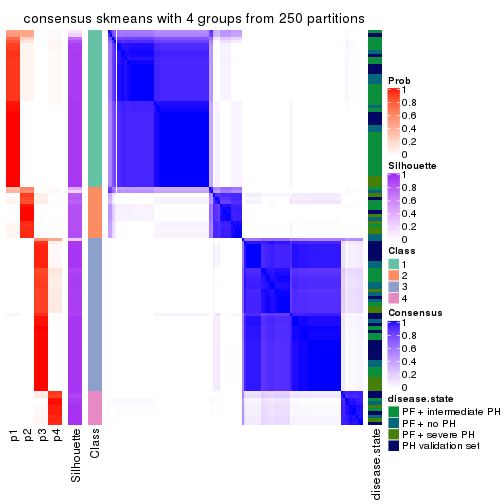 consensus skmeans with 4 groups from 250 partitions
Prob
1
0.8
0.6
0.4
0.2
0
Silhouette
1
0.8
0.6
0.4
0.2
0
Class
1
2
3
4
Consensus
1
0.8
0.6
0.4
0.2
0
disease.state
PF + intermediate PH
PF + no PH
PF + severe PH
PH validation set
p1
p2
p3
p4
Silhouette
Class
disease.state